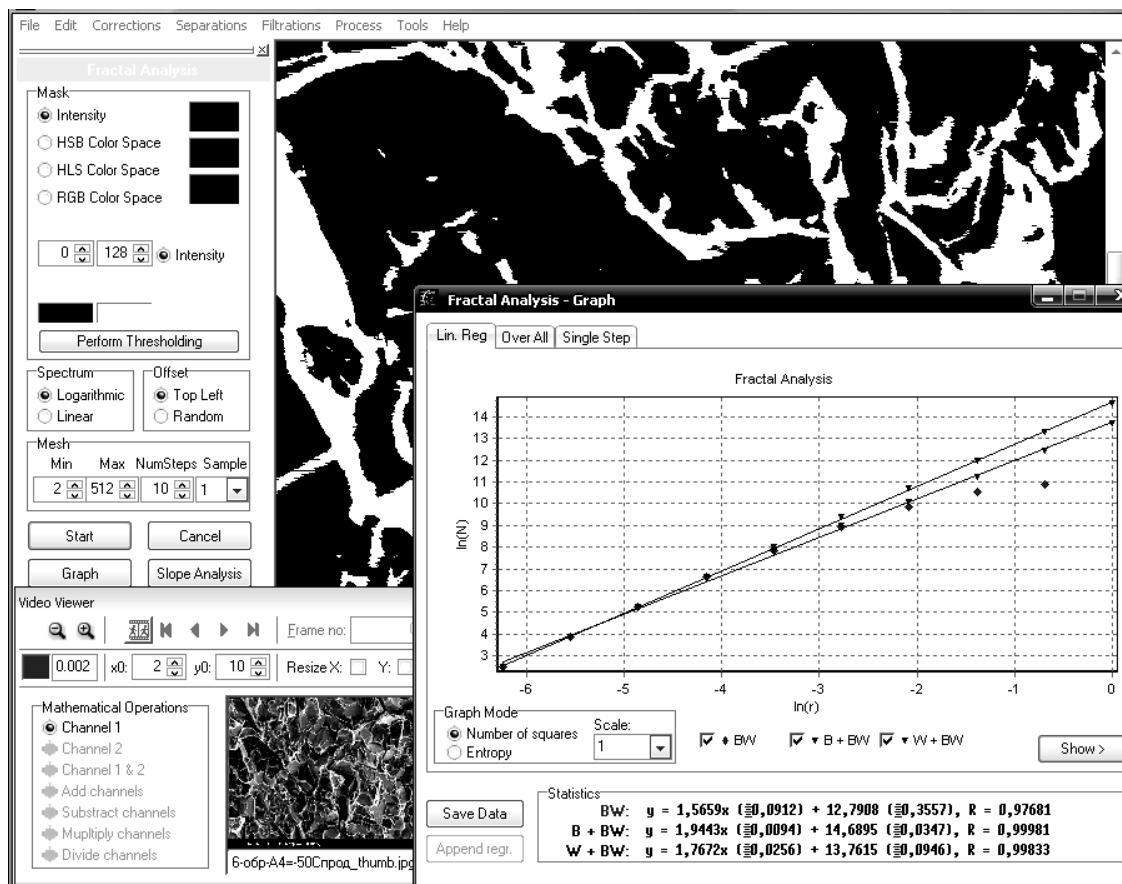 File Edit Corrections Separations Filtrations Process Tools Help
Fractal Analysis
Mask
Intensity
HSB Color Space
HLS Color Space
RGB Color Space
0 128 Intensity
Perform Thresholding
Spectrum Offset
Logarithmic Top Left
Linear Random
Mesh
Min Max NumSteps Sample
2 512 10 1
Start Cancel
Graph Slope Analysis
Video Viewer
Frame no:
0.002 x0: 2 y0: 10 Resize X: Y:
Mathematical Operations
Channel 1
Channel 2
Channel 1 & 2
Add channels
Substract channels
Mupltiply channels
Divide channels
6-обр-А4=-50Спрод_thumb.jpg
Fractal Analysis - Graph
Lin. Reg Over All Single Step
Fractal Analysis
14
13
12
11
10
9
8
7
6
5
4
3
ln(N)
-6 -5 -4 -3 -2 -1 0
ln(r)
Graph Mode
Number of squares
Entropy
Scale:
1
BW B + BW W + BW
Show >
Save Data
Append regr.
Statistics
BW: y = 1,5659x (≣0,0912) + 12,7908 (≣0,3557), R = 0,97681
B + BW: y = 1,9443x (≣0,0094) + 14,6895 (≣0,0347), R = 0,99981
W + BW: y = 1,7672x (≣0,0256) + 13,7615 (≣0,0946), R = 0,99833